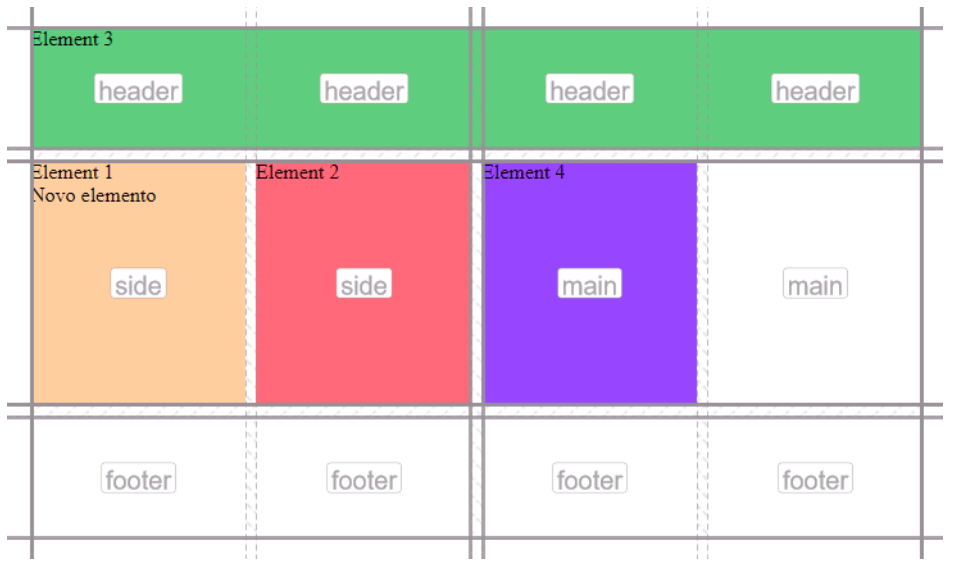 Element 3
header header header header
Element 1 Element 2 Element 4
Novo elemento
side side main main
footer footer footer footer